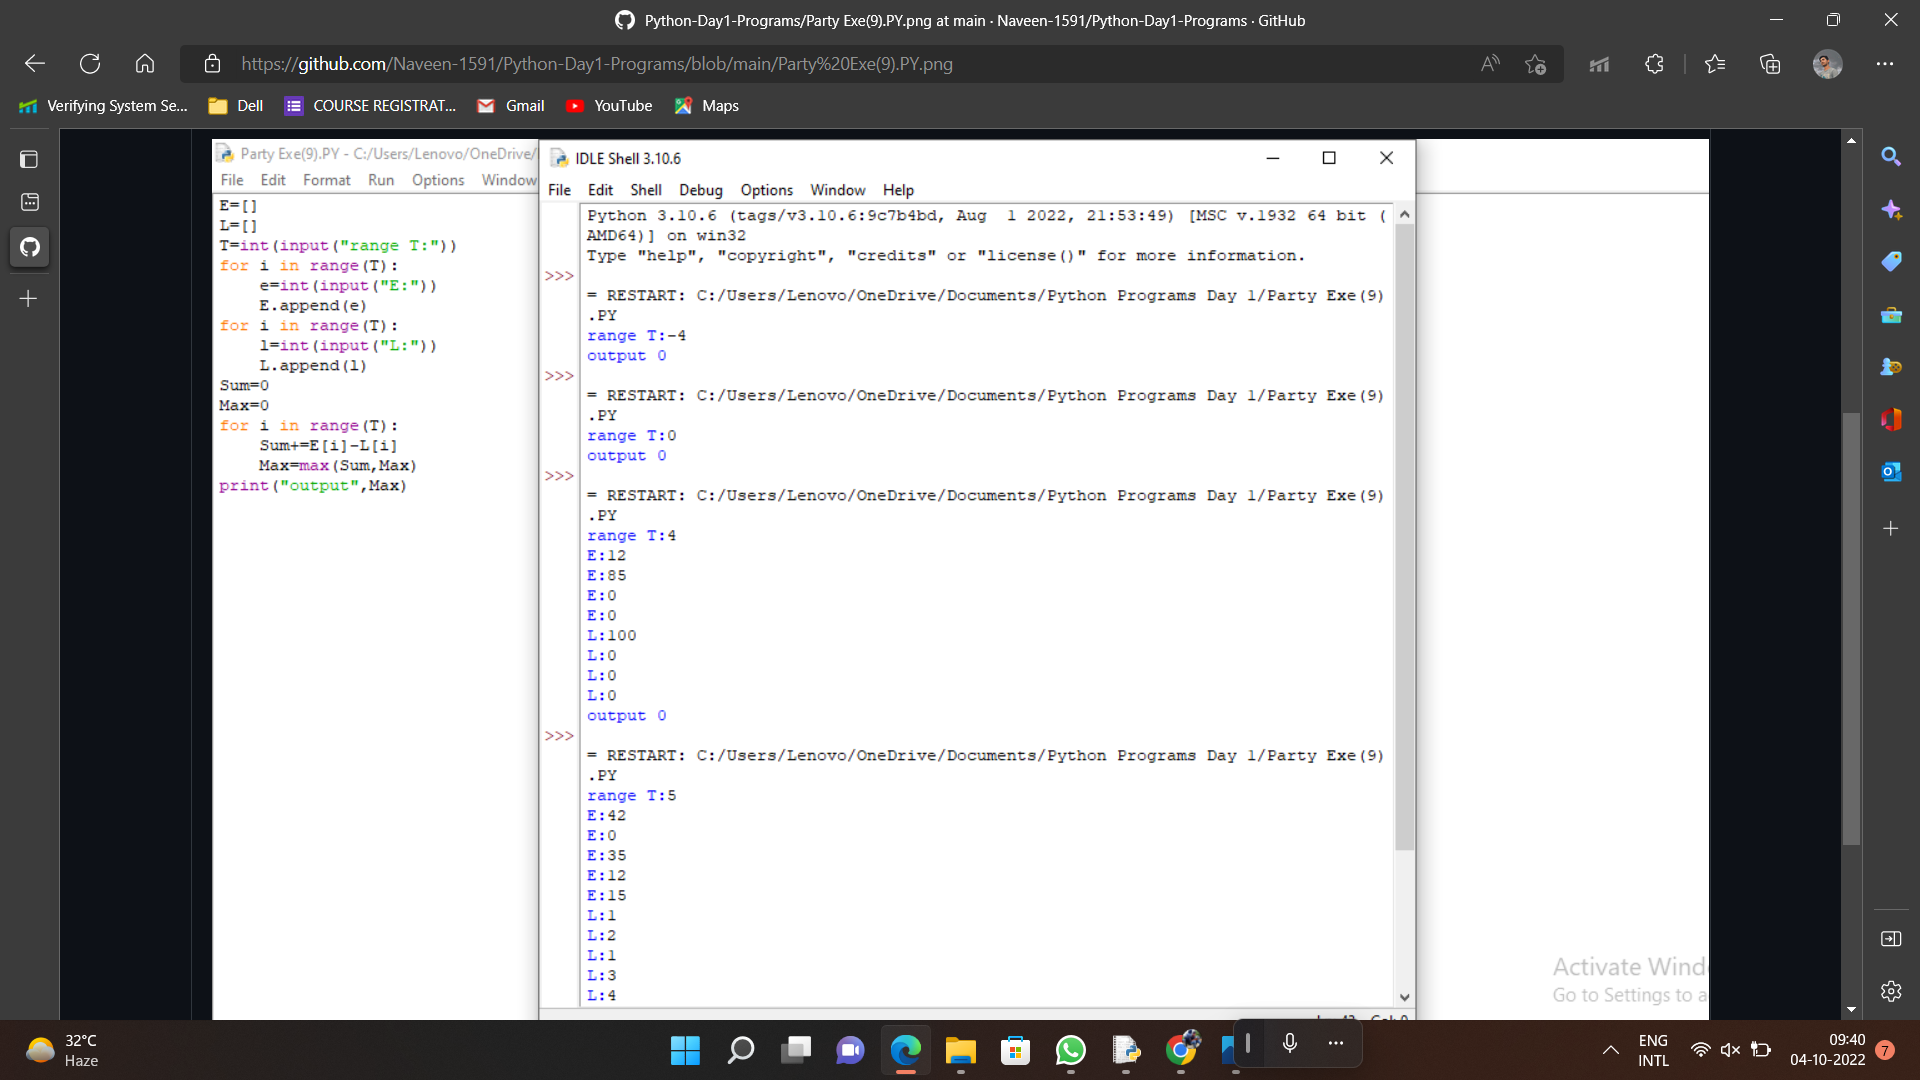 Python-Day1-Programs/Party Exe(9).PY.png at main · Naveen-1591/Python-Day1-Programs · GitHub
https://github.com/Naveen-1591/Python-Day1-Programs/blob/main/Party%20Exe(9).PY.png
Verifying System Se... Dell COURSE REGISTRAT... Gmail YouTube Maps
Party Exe(9).PY - C:/Users/Lenovo/OneDrive/
File Edit Format Run Options Window
E=[]
L=[]
T=int(input("range T:"))
for i in range(T):
    e=int(input("E:"))
    E.append(e)
for i in range(T):
    l=int(input("L:"))
    L.append(l)
Sum=0
Max=0
for i in range(T):
    Sum+=E[i]-L[i]
    Max=max(Sum,Max)
print("output",Max)
IDLE Shell 3.10.6
File Edit Shell Debug Options Window Help
Python 3.10.6 (tags/v3.10.6:9c7b4bd, Aug  1 2022, 21:53:49) [MSC v.1932 64 bit (
AMD64)] on win32
Type "help", "copyright", "credits" or "license()" for more information.
>>>
= RESTART: C:/Users/Lenovo/OneDrive/Documents/Python Programs Day 1/Party Exe(9)
.PY
range T:-4
output 0
>>>
= RESTART: C:/Users/Lenovo/OneDrive/Documents/Python Programs Day 1/Party Exe(9)
.PY
range T:0
output 0
>>>
= RESTART: C:/Users/Lenovo/OneDrive/Documents/Python Programs Day 1/Party Exe(9)
.PY
range T:4
E:12
E:85
E:0
E:0
L:100
L:0
L:0
L:0
output 0
>>>
= RESTART: C:/Users/Lenovo/OneDrive/Documents/Python Programs Day 1/Party Exe(9)
.PY
range T:5
E:42
E:0
E:35
E:12
E:15
L:1
L:2
L:1
L:3
L:4
Activate Wind
Go to Settings to a
32°C
Haze
ENG
INTL
09:40
04-10-2022
7